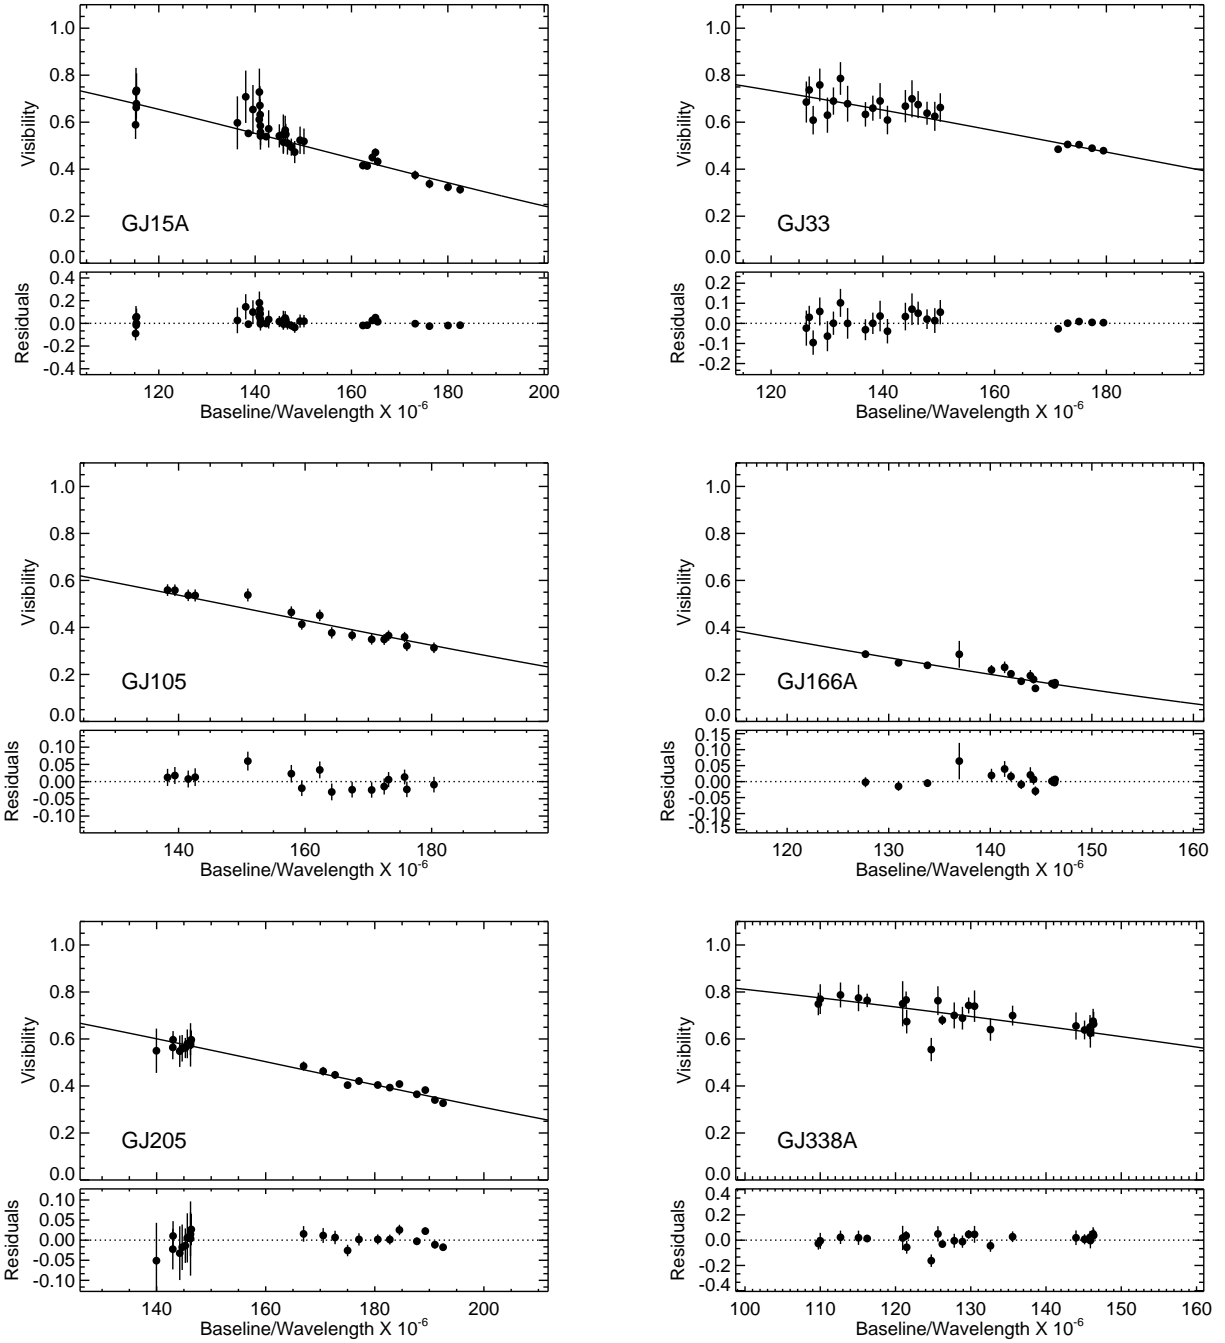 1.0
0.8
0.6
0.4
0.2
0.0
Visibility
GJ15A
0.4
0.2
0.0
-0.2
-0.4
Residuals
120 140 160 180 200
Baseline/Wavelength X 10-6
1.0
0.8
0.6
0.4
0.2
0.0
Visibility
GJ33
0.2
0.1
0.0
-0.1
-0.2
Residuals
120 140 160 180
Baseline/Wavelength X 10-6
1.0
0.8
0.6
0.4
0.2
0.0
Visibility
GJ105
0.10
0.05
0.00
-0.05
-0.10
Residuals
140 160 180
Baseline/Wavelength X 10-6
1.0
0.8
0.6
0.4
0.2
0.0
Visibility
GJ166A
0.15
0.10
0.05
0.00
-0.05
-0.10
-0.15
Residuals
120 130 140 150 160
Baseline/Wavelength X 10-6
1.0
0.8
0.6
0.4
0.2
0.0
Visibility
GJ205
0.10
0.05
0.00
-0.05
-0.10
Residuals
140 160 180 200
Baseline/Wavelength X 10-6
1.0
0.8
0.6
0.4
0.2
0.0
Visibility
GJ338A
0.4
0.2
0.0
-0.2
-0.4
Residuals
100 110 120 130 140 150 160
Baseline/Wavelength X 10-6